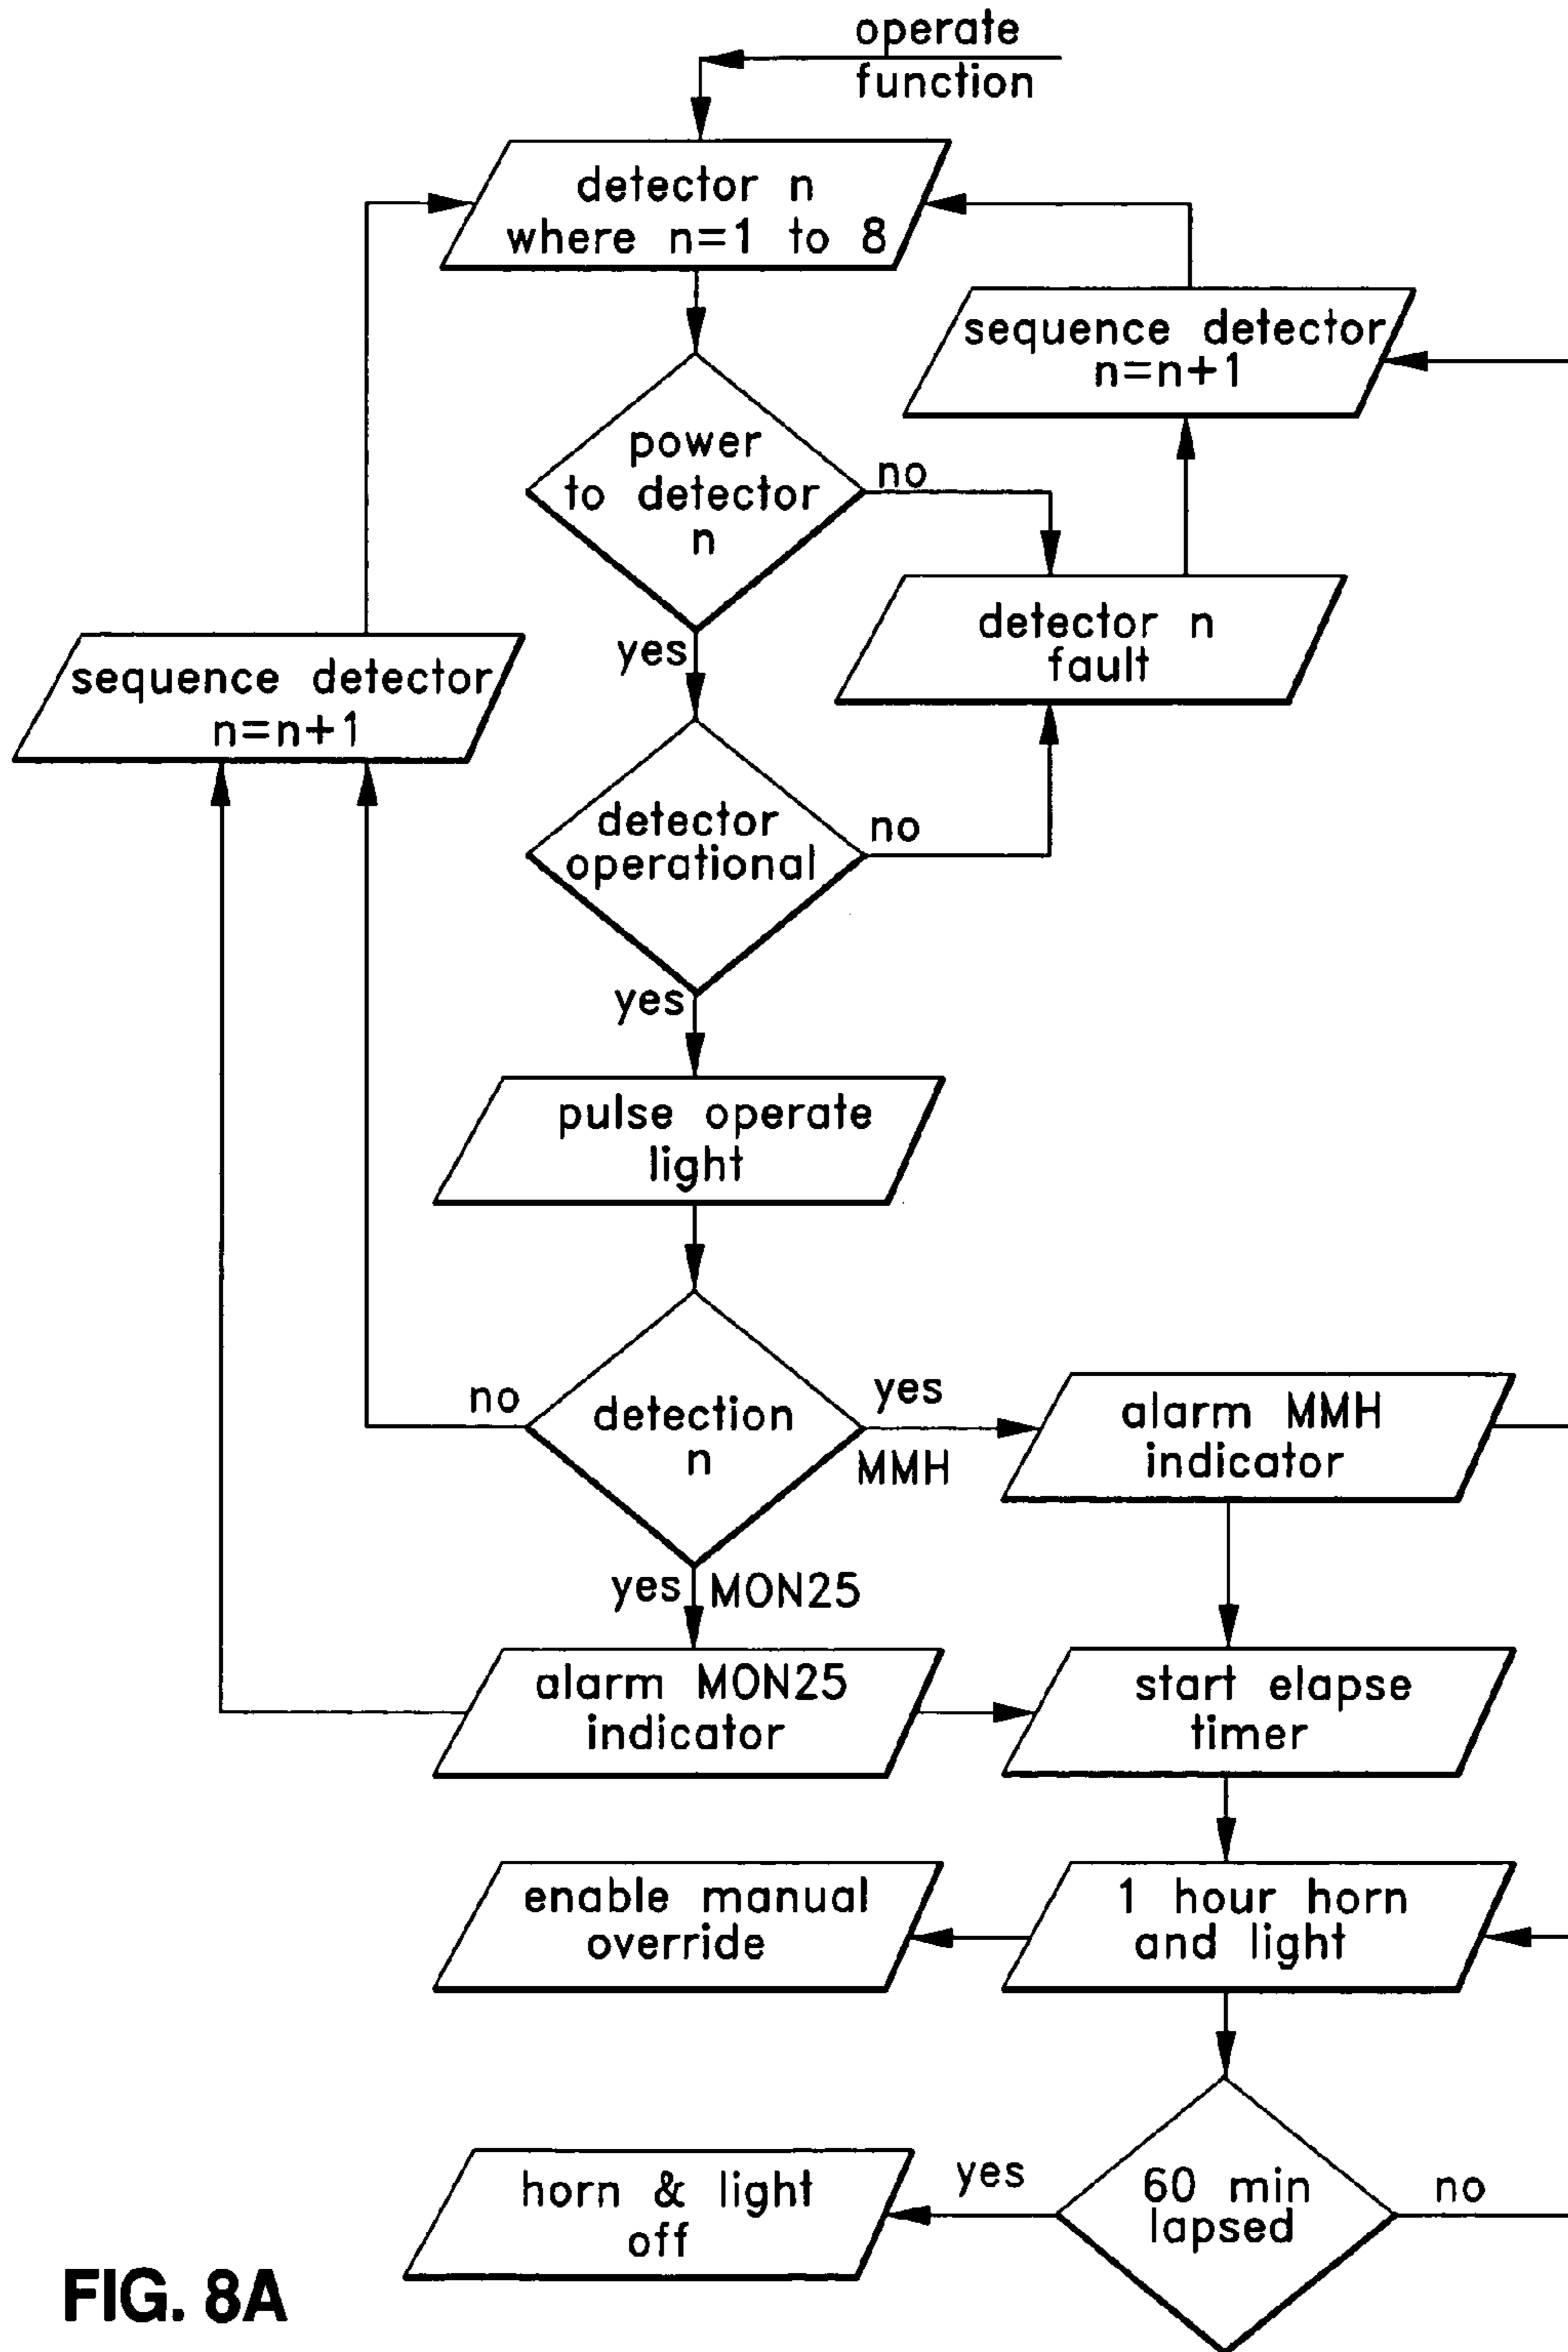 operate
function
detector n
where n=1 to 8
sequence detector
n=n+1
power
to detector
n
no
detector n
fault
yes
sequence detector
n=n+1
detector
operational
no
yes
pulse operate
light
no
detection
n
yes
MMH
alarm MMH
indicator
yes MON25
alarm MON25
indicator
start elapse
timer
enable manual
override
1 hour horn
and light
horn & light
off
yes
60 min
lapsed
no
FIG. 8A